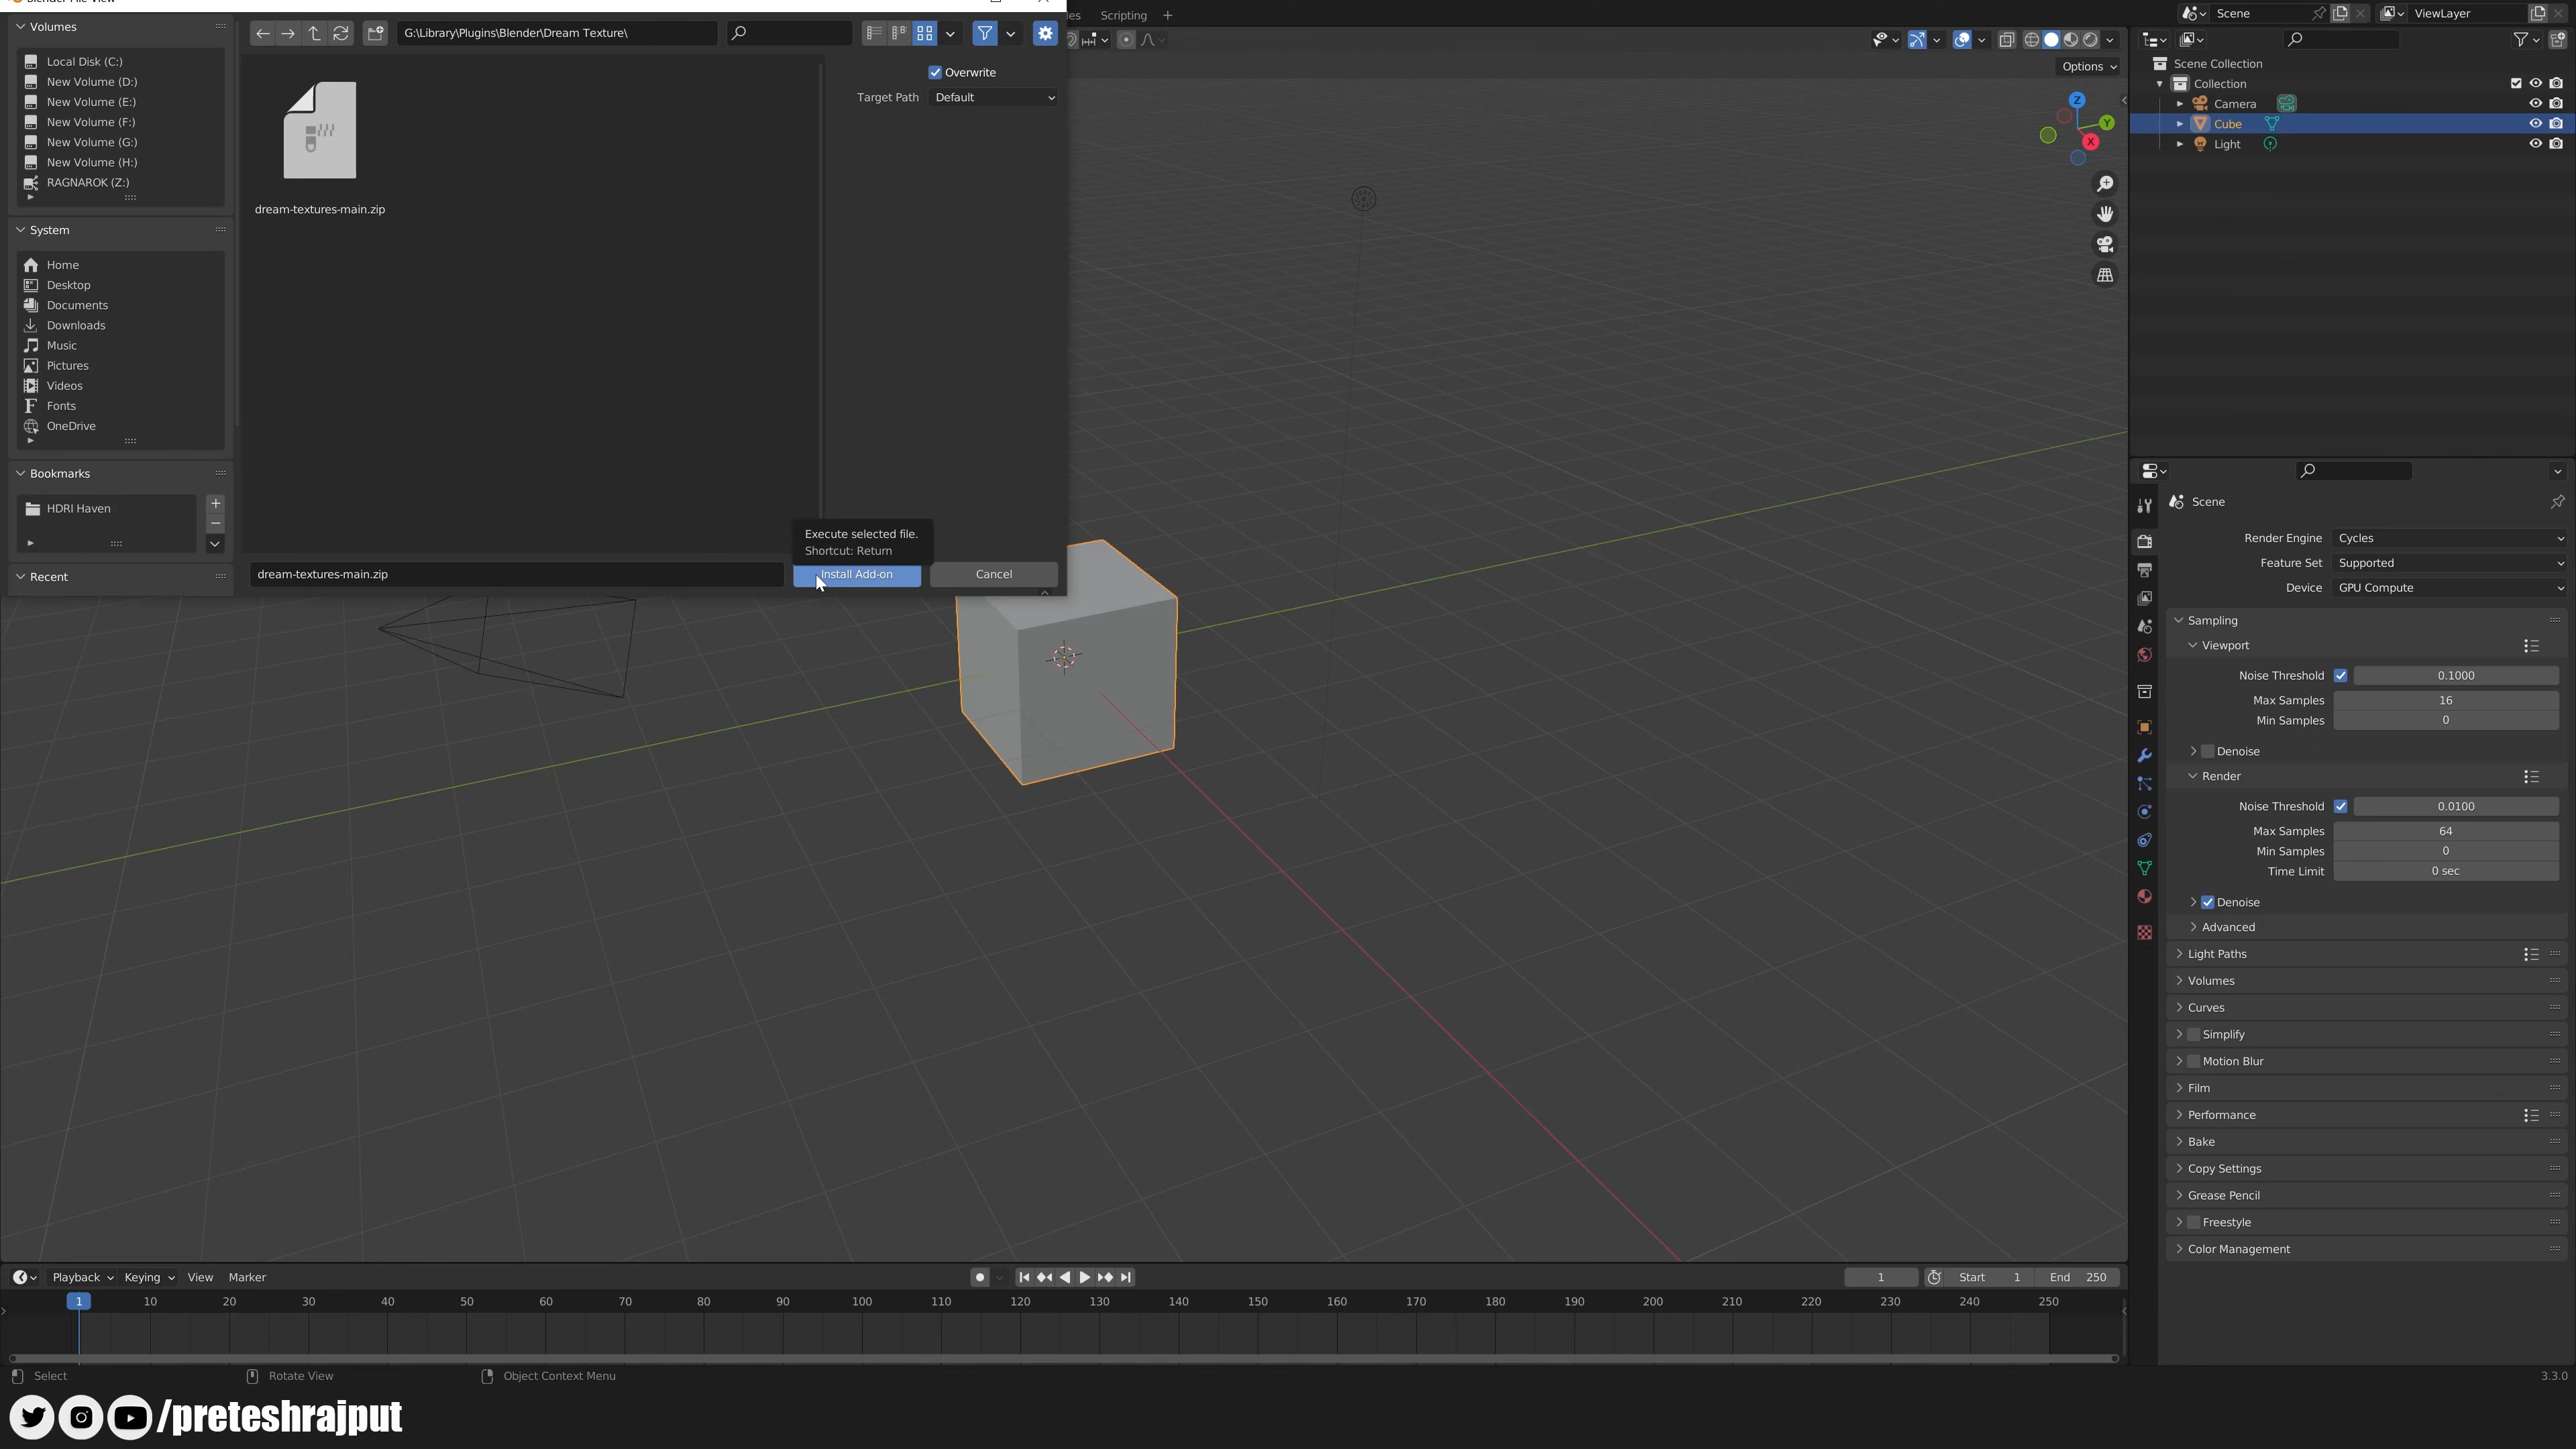 Scripting
Scene
ViewLayer
Volumes
Local Disk (C:)
New Volume (D:)
New Volume (E:)
New Volume (F:)
New Volume (G:)
New Volume (H:)
RAGNAROK (Z:)
System
Home
Desktop
Documents
Downloads
Music
Pictures
Videos
Fonts
OneDrive
Bookmarks
HDRI Haven
Recent
G:\Library\Plugins\Blender\Dream Texture\
dream-textures-main.zip
Overwrite
Target Path Default
Execute selected file.
Shortcut: Return
dream-textures-main.zip
Install Add-on
Cancel
Options
Z
Y
X
Scene Collection
Collection
Camera
Cube
Light
Scene
Render Engine Cycles
Feature Set Supported
Device GPU Compute
Sampling
Viewport
Noise Threshold 0.1000
Max Samples 16
Min Samples 0
Denoise
Render
Noise Threshold 0.0100
Max Samples 64
Min Samples 0
Time Limit 0 sec
Denoise
Advanced
Light Paths
Volumes
Curves
Simplify
Motion Blur
Film
Performance
Bake
Copy Settings
Grease Pencil
Freestyle
Color Management
Playback Keying View Marker
1 Start 1 End 250
1 10 20 30 40 50 60 70 80 90 100 110 120 130 140 150 160 170 180 190 200 210 220 230 240 250
Select Rotate View Object Context Menu
3.3.0
/preteshrajput